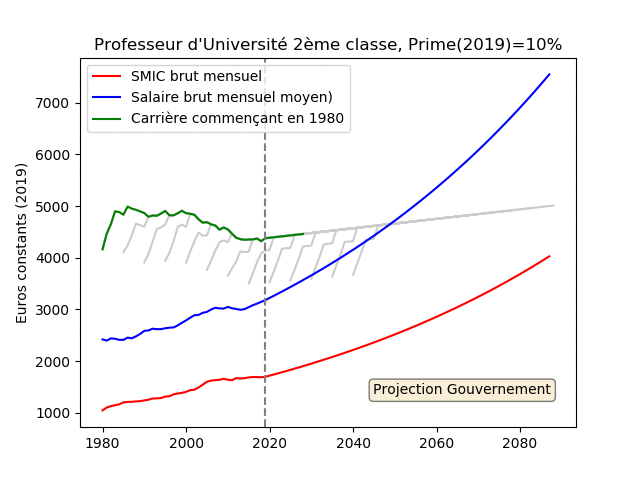 Professeur d'Université 2ème classe, Prime(2019)=10%
SMIC brut mensuel
Salaire brut mensuel moyen)
Carrière commençant en 1980
Euros constants (2019)
7000
6000
5000
4000
3000
2000
1000
Projection Gouvernement
1980 2000 2020 2040 2060 2080